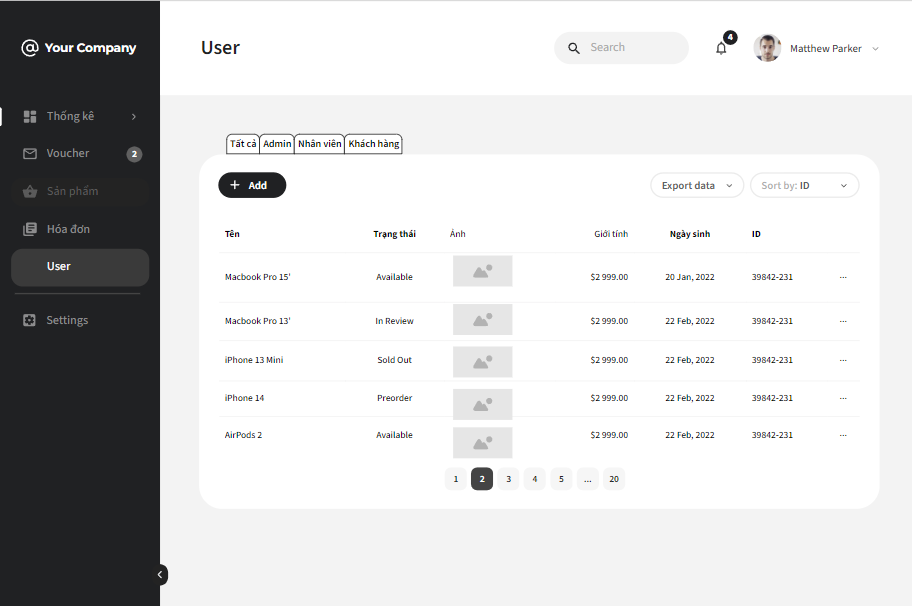 @ Your Company
User
Search
4
Matthew Parker
Thống kê
Voucher
2
Sản phẩm
Hóa đơn
User
Settings
Tất cả Admin Nhân viên Khách hàng
+ Add
Export data
Sort by: ID
Tên Trạng thái Ảnh Giới tính Ngày sinh ID
Macbook Pro 15' Available $2 999.00 20 Jan, 2022 39842-231 ...
Macbook Pro 13' In Review $2 999.00 22 Feb, 2022 39842-231 ...
iPhone 13 Mini Sold Out $2 999.00 22 Feb, 2022 39842-231 ...
iPhone 14 Preorder $2 999.00 22 Feb, 2022 39842-231 ...
AirPods 2 Available $2 999.00 22 Feb, 2022 39842-231 ...
1 2 3 4 5 ... 20